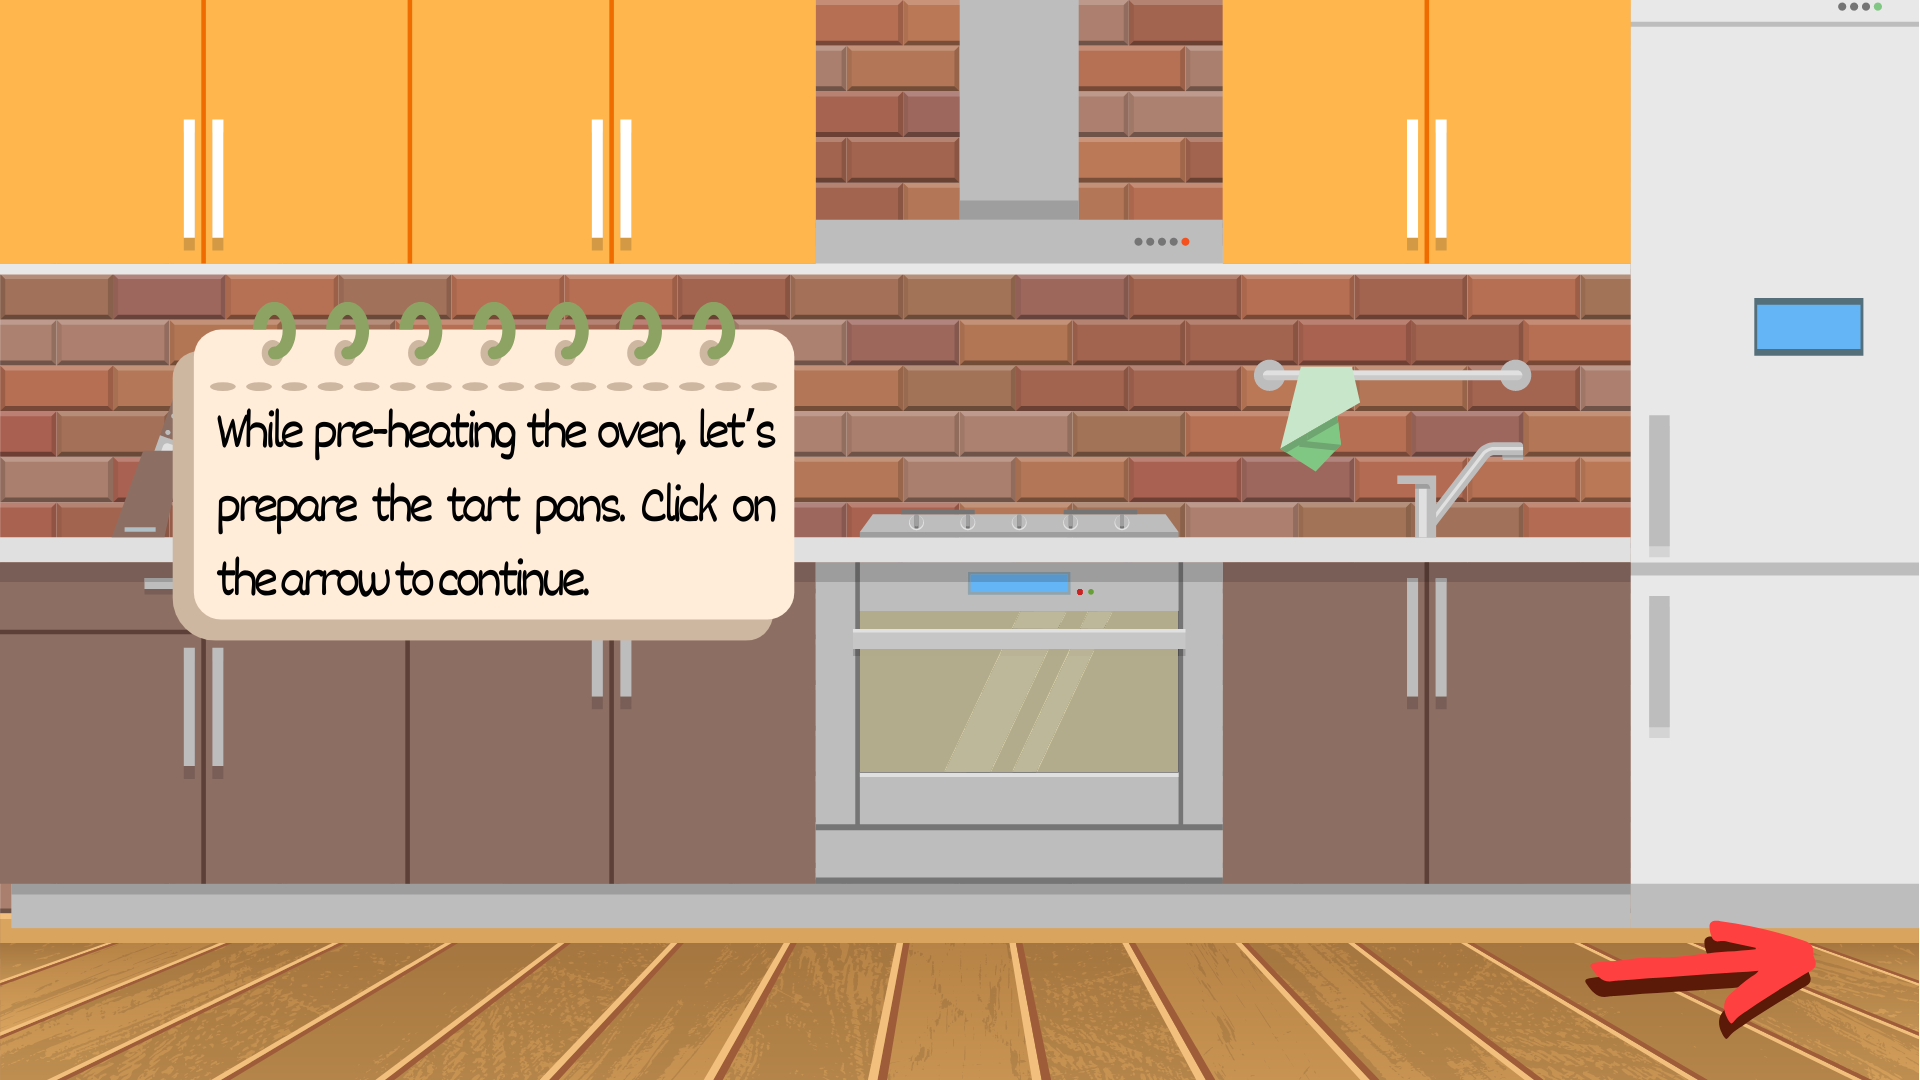 While pre-heating the oven, let's
prepare the tart pans. Click on
the arrow to continue.